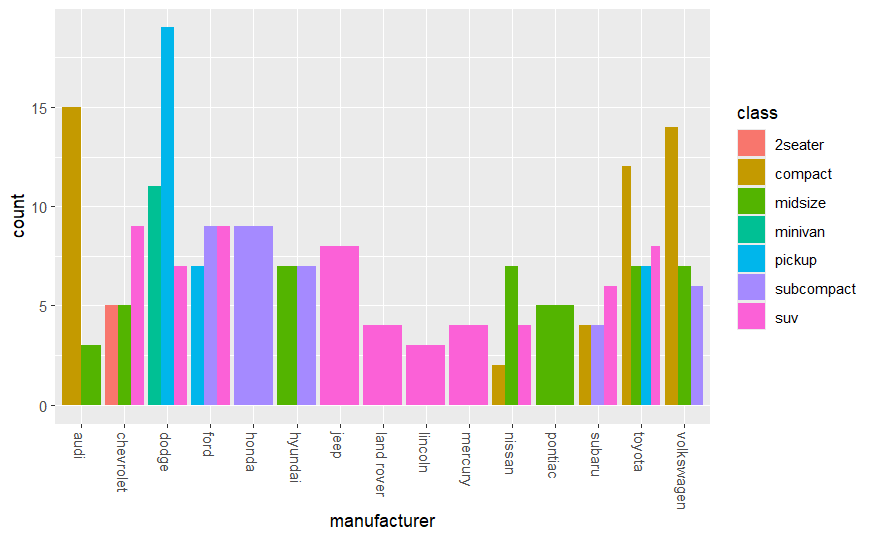 count
15
10
5
0
audi
chevrolet
dodge
ford
honda
hyundai
jeep
land rover
lincoln
mercury
nissan
pontiac
subaru
toyota
volkswagen
manufacturer
class
2seater
compact
midsize
minivan
pickup
subcompact
suv